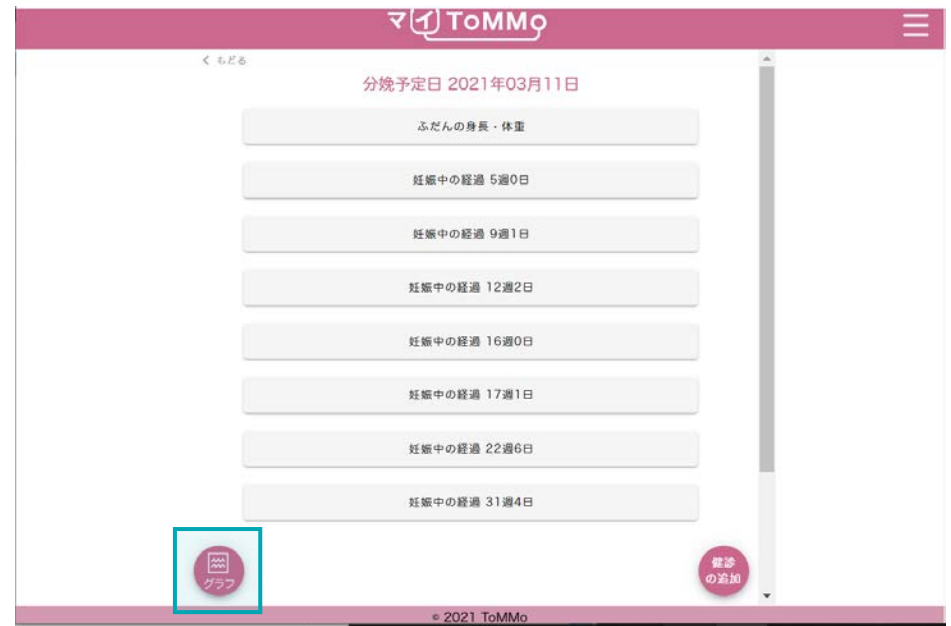 マイToMMo
もどる
分娩予定日 2021年03月11日
ふだんの身長・体重
妊娠中の経過 5週0日
妊娠中の経過 9週1日
妊娠中の経過 12週2日
妊娠中の経過 16週0日
妊娠中の経過 17週1日
妊娠中の経過 22週6日
妊娠中の経過 31週4日
グラフ
健診
の追加
© 2021 ToMMo